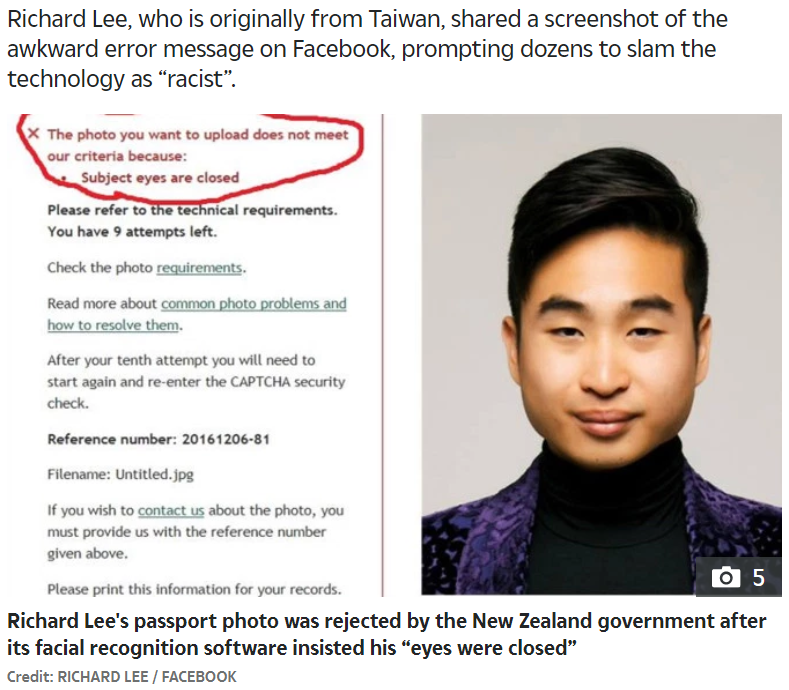 Richard Lee, who is originally from Taiwan, shared a screenshot of the
awkward error message on Facebook, prompting dozens to slam the
technology as “racist”.
X The photo you want to upload does not meet
our criteria because:
• Subject eyes are closed
Please refer to the technical requirements.
You have 9 attempts left.
Check the photo requirements.
Read more about common photo problems and
how to resolve them.
After your tenth attempt you will need to
start again and re-enter the CAPTCHA security
check.
Reference number: 20161206-81
Filename: Untitled.jpg
If you wish to contact us about the photo, you
must provide us with the reference number
given above.
Please print this information for your records.
5
Richard Lee's passport photo was rejected by the New Zealand government after
its facial recognition software insisted his “eyes were closed”
Credit: RICHARD LEE / FACEBOOK